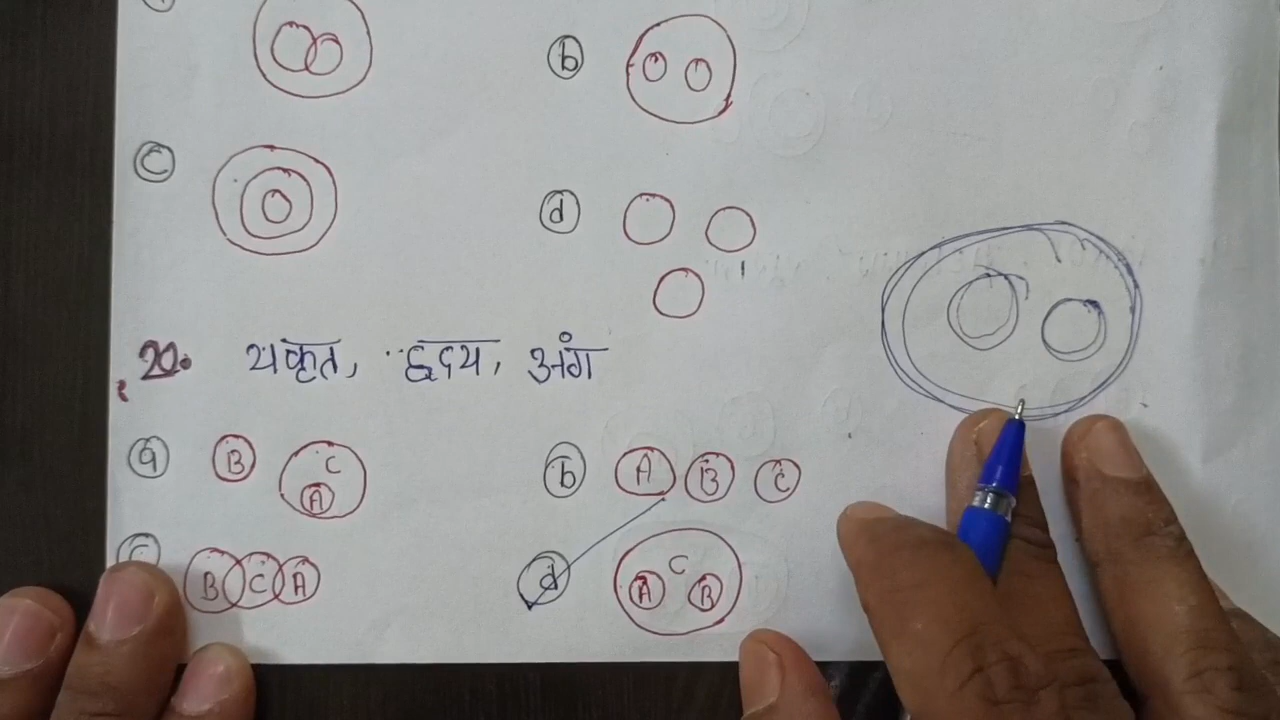 b
c
d
20. यकृत, हृदय, अंग
a B C A
b A B C
c B C A
d C A B